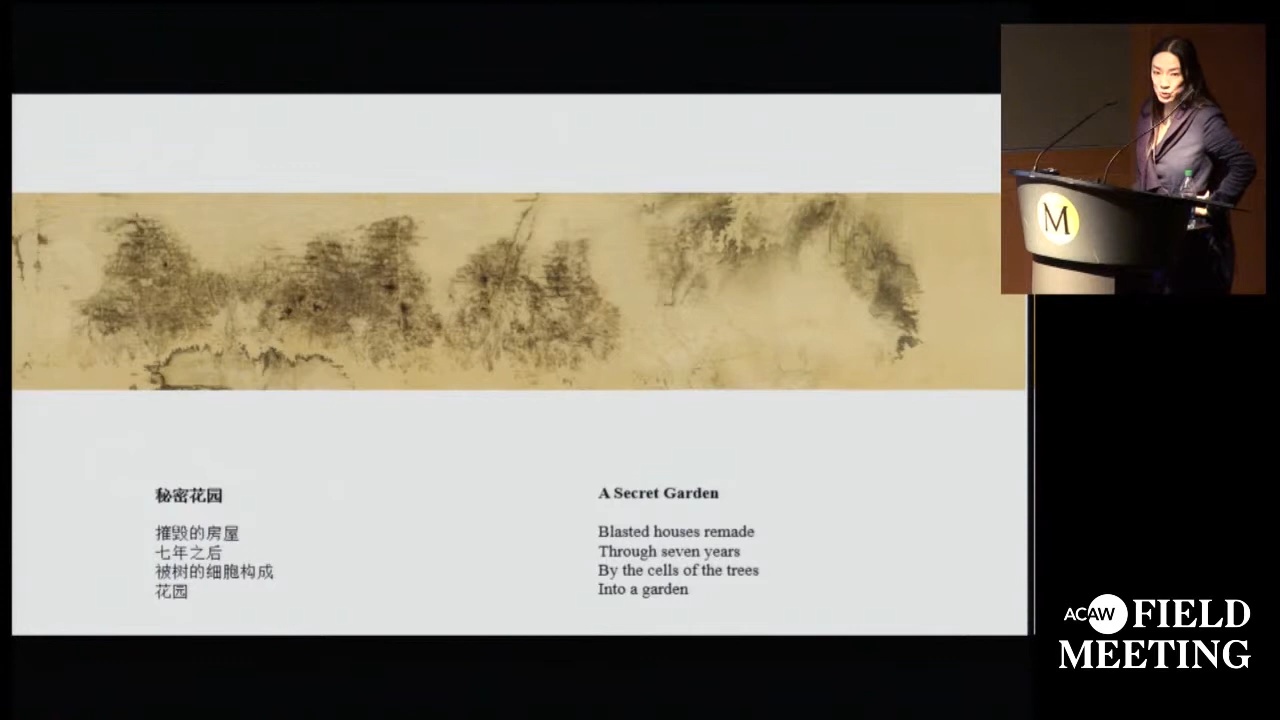 M
秘密花园
摧毁的房屋
七年之后
被树的细胞构成
花园
A Secret Garden
Blasted houses remade
Through seven years
By the cells of the trees
Into a garden
ACAW FIELD
MEETING